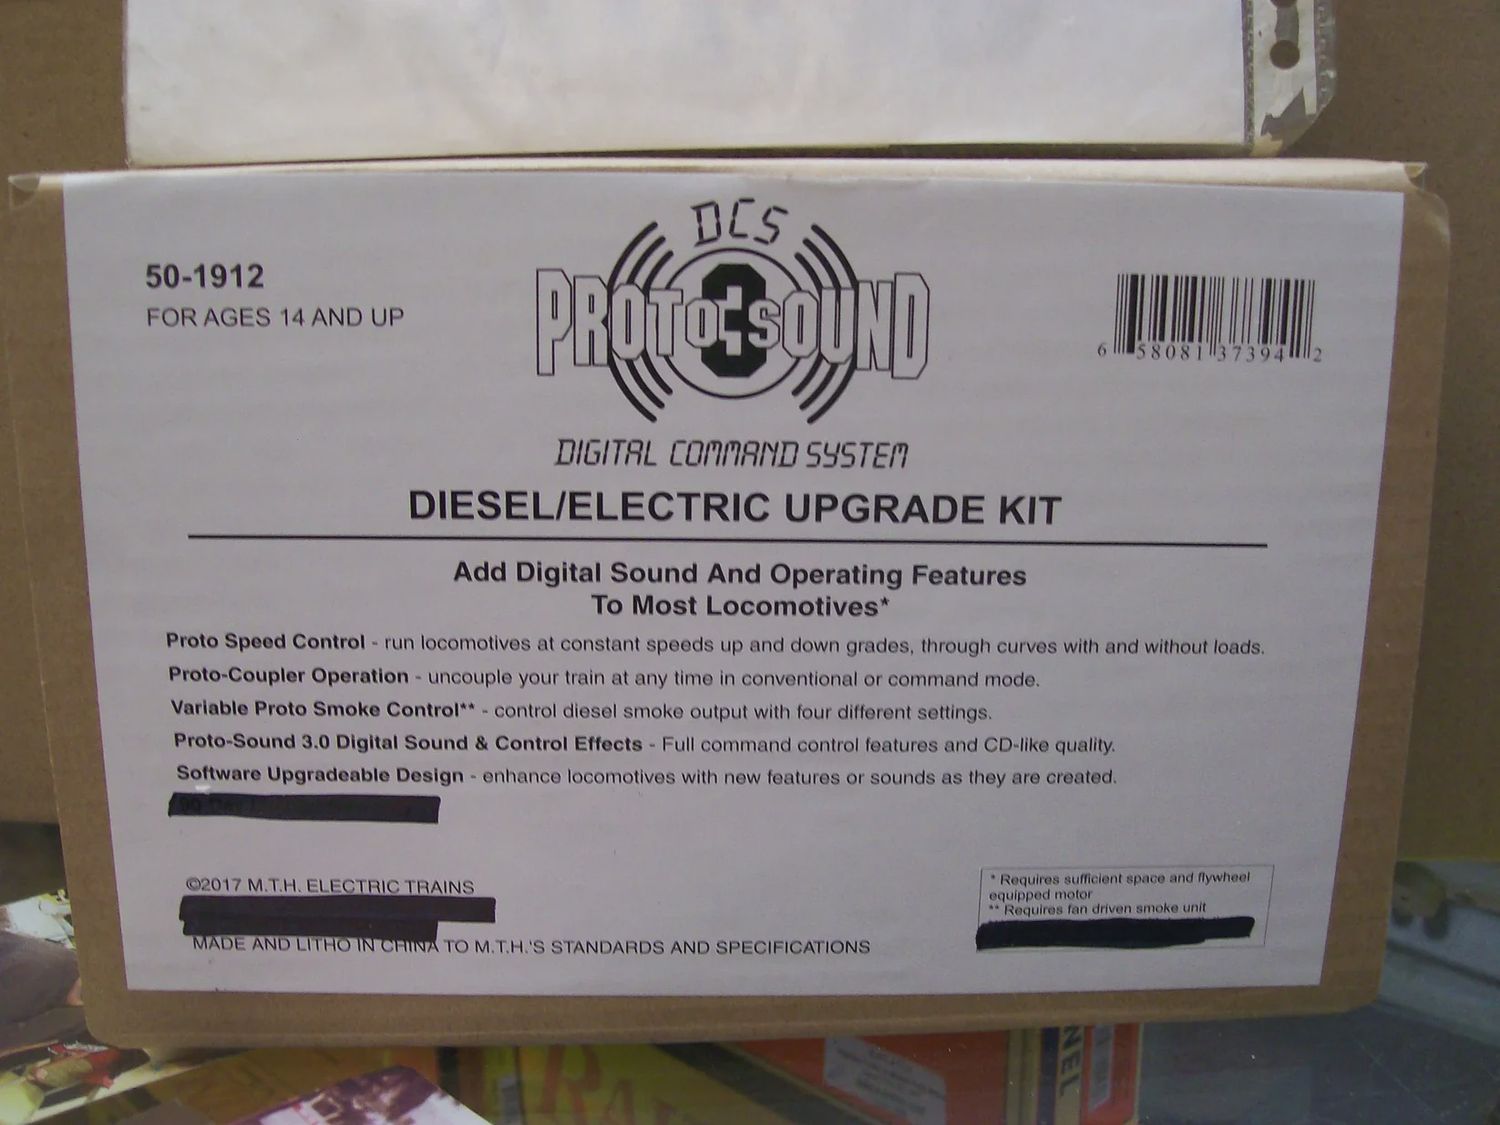 DCS
50-1912
FOR AGES 14 AND UP
PROTO 3 SOUND
6 58081 37394 2
DIGITAL COMMAND SYSTEM
DIESEL/ELECTRIC UPGRADE KIT
Add Digital Sound And Operating Features
To Most Locomotives*
Proto Speed Control - run locomotives at constant speeds up and down grades, through curves with and without loads.
Proto-Coupler Operation - uncouple your train at any time in conventional or command mode.
Variable Proto Smoke Control** - control diesel smoke output with four different settings.
Proto-Sound 3.0 Digital Sound & Control Effects - Full command control features and CD-like quality.
Software Upgradeable Design - enhance locomotives with new features or sounds as they are created.
©2017 M.T.H. ELECTRIC TRAINS
MADE AND LITHO IN CHINA TO M.T.H.'S STANDARDS AND SPECIFICATIONS
* Requires sufficient space and flywheel
equipped motor
** Requires fan driven smoke unit
NEL